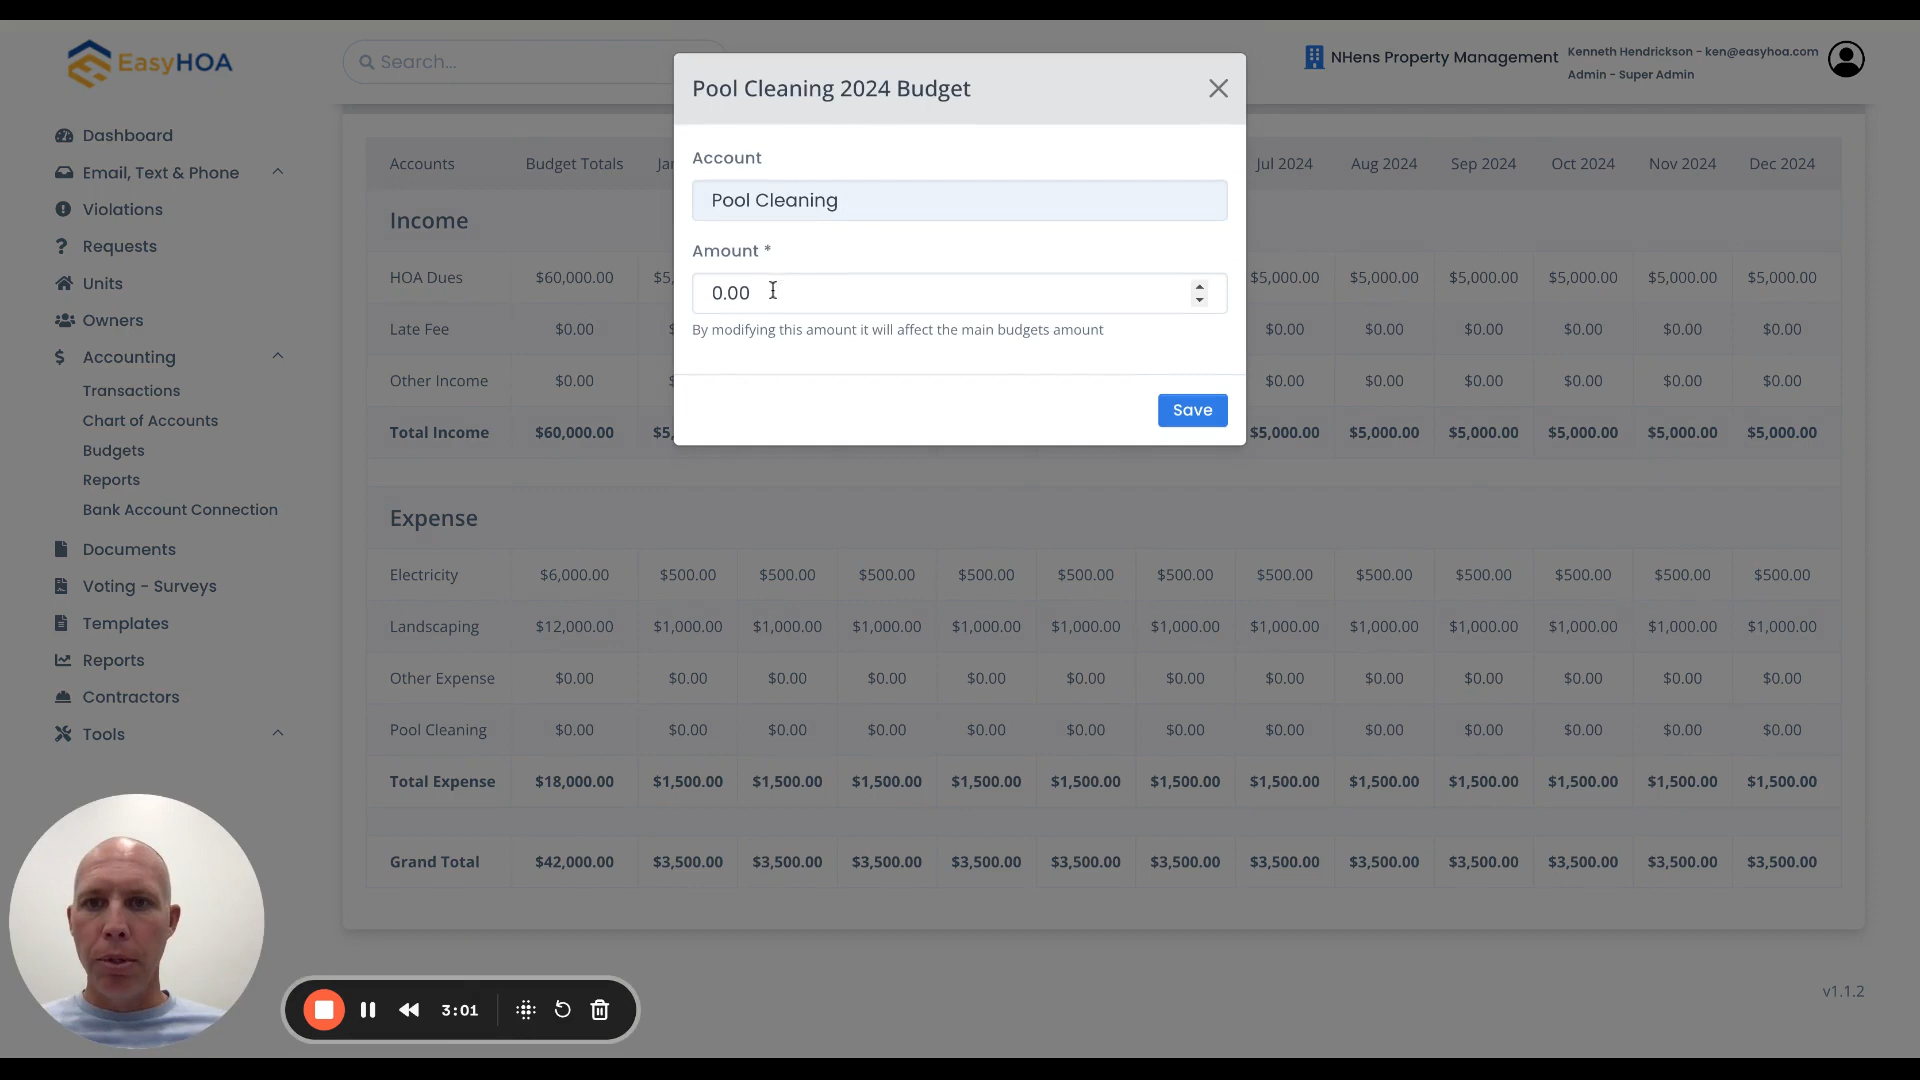 EasyHOA
Search...
NHens Property Management
Kenneth Hendrickson - ken@easyhoa.com
Admin - Super Admin
Dashboard
Email, Text & Phone
Violations
Requests
Units
Owners
Accounting
Transactions
Chart of Accounts
Budgets
Reports
Bank Account Connection
Documents
Voting - Surveys
Templates
Reports
Contractors
Tools
Pool Cleaning 2024 Budget
Account
Pool Cleaning
Amount *
0.00
By modifying this amount it will affect the main budgets amount
Save
Accounts Budget Totals Jul 2024 Aug 2024 Sep 2024 Oct 2024 Nov 2024 Dec 2024
Income
HOA Dues $60,000.00 $5,000.00 $5,000.00 $5,000.00 $5,000.00 $5,000.00 $5,000.00
Late Fee $0.00 $0.00 $0.00 $0.00 $0.00 $0.00 $0.00
Other Income $0.00 $0.00 $0.00 $0.00 $0.00 $0.00 $0.00
Total Income $60,000.00 $5,000.00 $5,000.00 $5,000.00 $5,000.00 $5,000.00 $5,000.00
Expense
Electricity $6,000.00 $500.00 $500.00 $500.00 $500.00 $500.00 $500.00 $500.00 $500.00 $500.00 $500.00 $500.00 $500.00
Landscaping $12,000.00 $1,000.00 $1,000.00 $1,000.00 $1,000.00 $1,000.00 $1,000.00 $1,000.00 $1,000.00 $1,000.00 $1,000.00 $1,000.00 $1,000.00
Other Expense $0.00 $0.00 $0.00 $0.00 $0.00 $0.00 $0.00 $0.00 $0.00 $0.00 $0.00 $0.00 $0.00
Pool Cleaning $0.00 $0.00 $0.00 $0.00 $0.00 $0.00 $0.00 $0.00 $0.00 $0.00 $0.00 $0.00 $0.00
Total Expense $18,000.00 $1,500.00 $1,500.00 $1,500.00 $1,500.00 $1,500.00 $1,500.00 $1,500.00 $1,500.00 $1,500.00 $1,500.00 $1,500.00 $1,500.00
Grand Total $42,000.00 $3,500.00 $3,500.00 $3,500.00 $3,500.00 $3,500.00 $3,500.00 $3,500.00 $3,500.00 $3,500.00 $3,500.00 $3,500.00 $3,500.00
3:01
v1.1.2